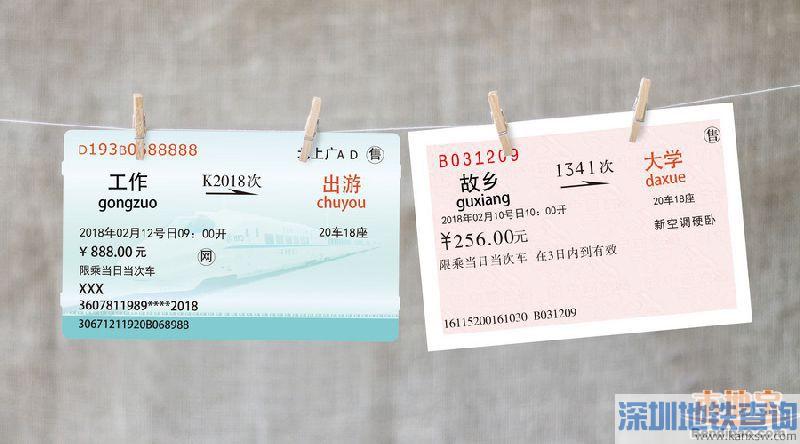 D193B0688888
上广A D 售
工作 K2018次 出游
gongzuo chuyou
2018年02月12号日09：00开 20车18座
￥888.00元 网
限乘当日当次车
XXX
3607811989****2018
30671211920B068988
B031209 售
故乡 1341次 大学
guxiang daxue
2018年02月10号日10：00开 20车18座
￥256.00元 新空调硬卧
限乘当日当次车 在3日内到有效
16115200161030 B031209
本地宝
深圳地铁查询
www.kanxsw.com